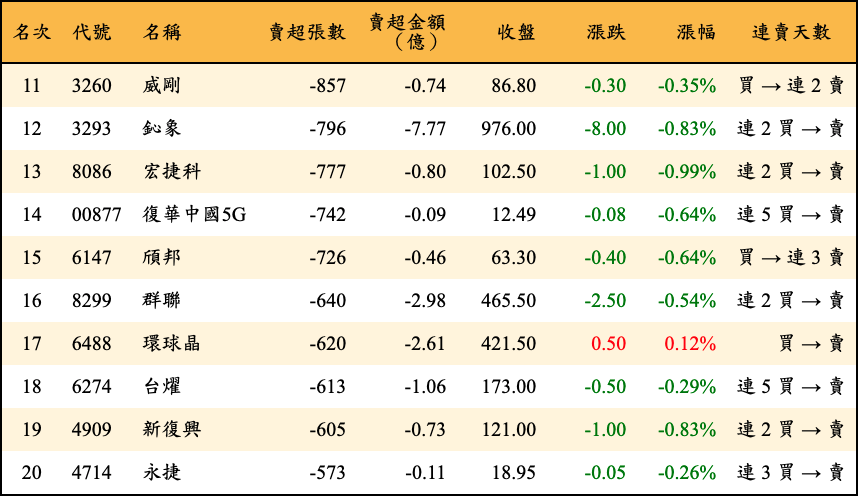 名次 代號 名稱 賣超張數 賣超金額（億） 收盤 漲跌 漲幅 連賣天數
11 3260 威剛 -857 -0.74 86.80 -0.30 -0.35% 買 → 連 2 賣
12 3293 鈊象 -796 -7.77 976.00 -8.00 -0.83% 連 2 買 → 賣
13 8086 宏捷科 -777 -0.80 102.50 -1.00 -0.99% 連 2 買 → 賣
14 00877 復華中國5G -742 -0.09 12.49 -0.08 -0.64% 連 5 買 → 賣
15 6147 頎邦 -726 -0.46 63.30 -0.40 -0.64% 買 → 連 3 賣
16 8299 群聯 -640 -2.98 465.50 -2.50 -0.54% 連 2 買 → 賣
17 6488 環球晶 -620 -2.61 421.50 0.50 0.12% 買 → 賣
18 6274 台燿 -613 -1.06 173.00 -0.50 -0.29% 連 5 買 → 賣
19 4909 新復興 -605 -0.73 121.00 -1.00 -0.83% 連 2 買 → 賣
20 4714 永捷 -573 -0.11 18.95 -0.05 -0.26% 連 3 買 → 賣